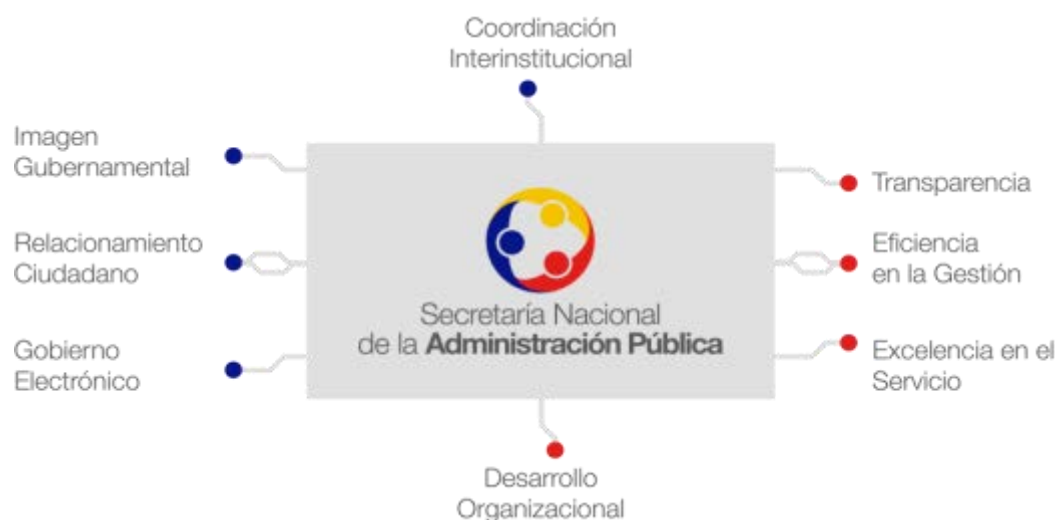 Coordinación
Interinstitucional
Imagen
Gubernamental
Transparencia
Relacionamiento
Ciudadano
Eficiencia
en la Gestión
Secretaría Nacional
de la Administración Pública
Gobierno
Electrónico
Excelencia en el
Servicio
Desarrollo
Organizacional